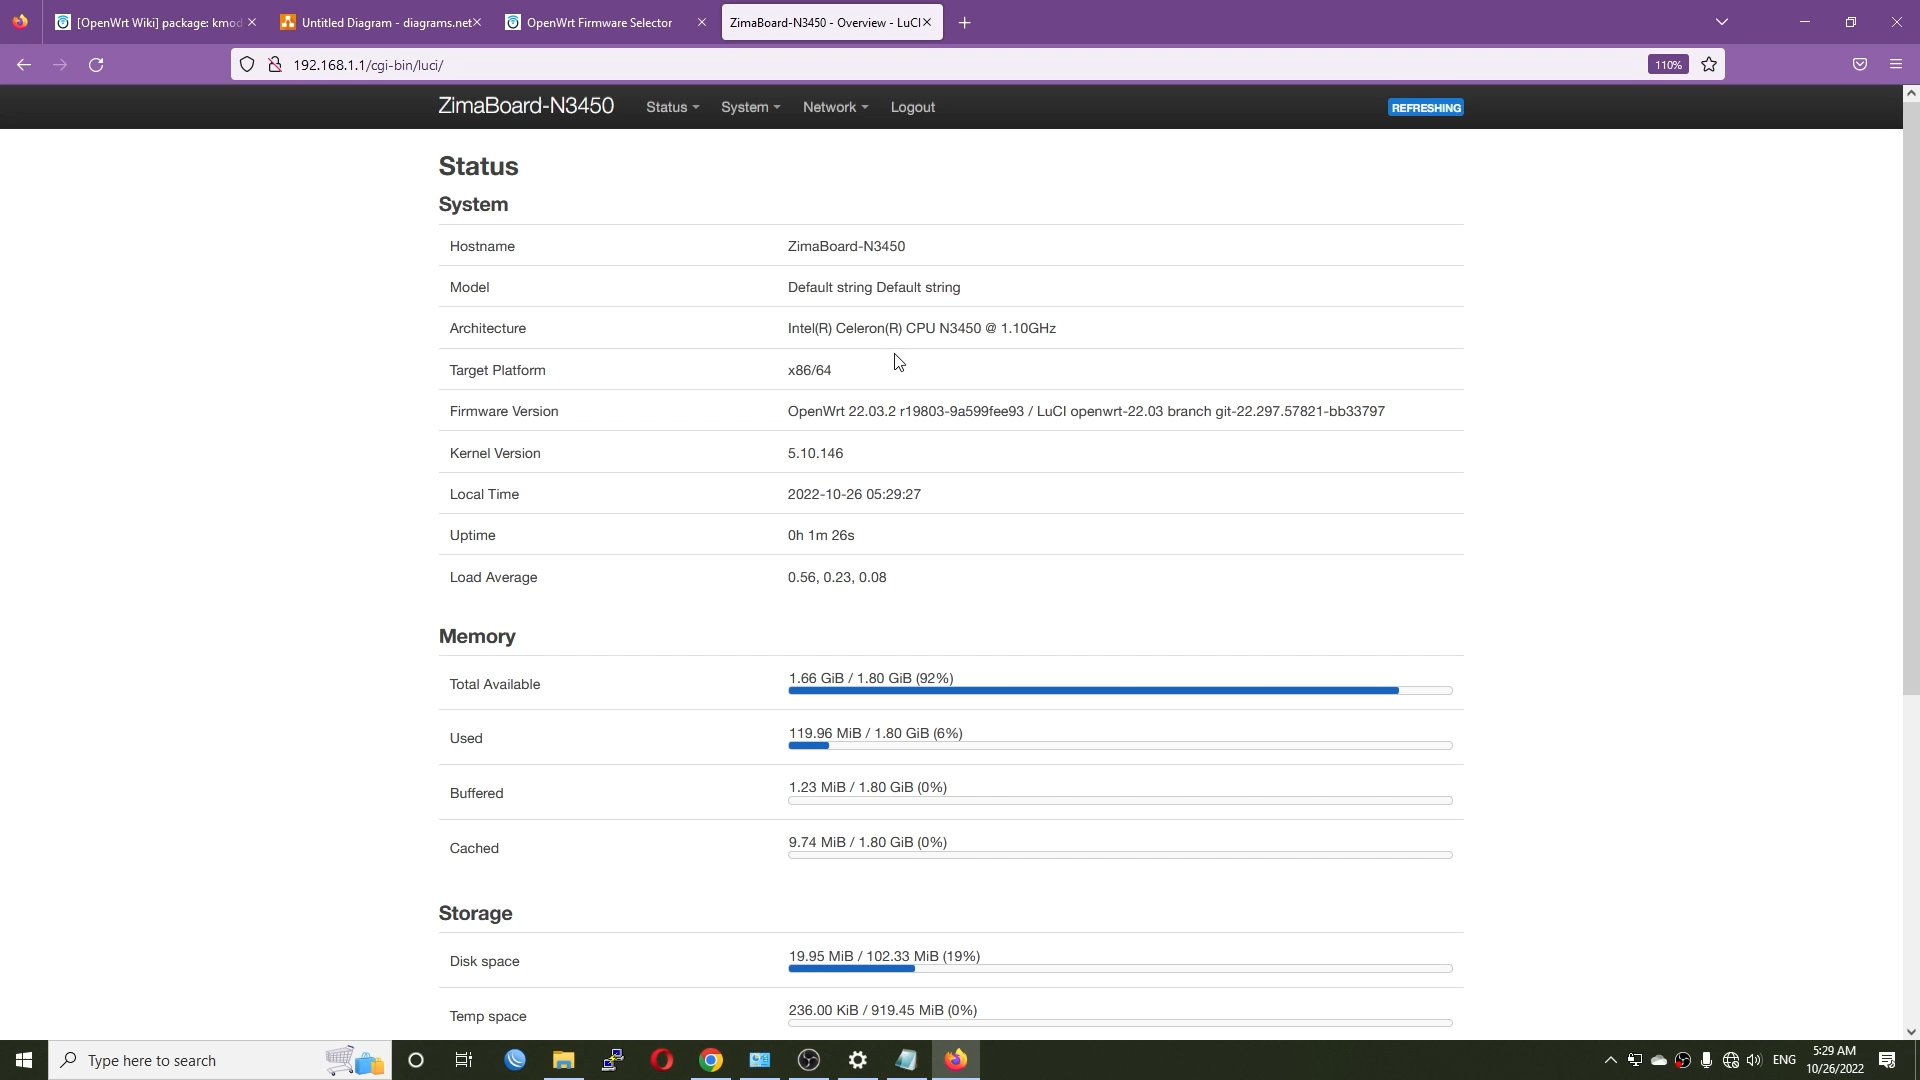 [OpenWrt Wiki] package: kmod
Untitled Diagram - diagrams.net
OpenWrt Firmware Selector
ZimaBoard-N3450 - Overview - LuCI
192.168.1.1/cgi-bin/luci/
110%
ZimaBoard-N3450
Status
System
Network
Logout
REFRESHING
Status
System
Hostname ZimaBoard-N3450
Model Default string Default string
Architecture Intel(R) Celeron(R) CPU N3450 @ 1.10GHz
Target Platform x86/64
Firmware Version OpenWrt 22.03.2 r19803-9a599fee93 / LuCI openwrt-22.03 branch git-22.297.57821-bb33797
Kernel Version 5.10.146
Local Time 2022-10-26 05:29:27
Uptime 0h 1m 26s
Load Average 0.56, 0.23, 0.08
Memory
Total Available 1.66 GiB / 1.80 GiB (92%)
Used 119.96 MiB / 1.80 GiB (6%)
Buffered 1.23 MiB / 1.80 GiB (0%)
Cached 9.74 MiB / 1.80 GiB (0%)
Storage
Disk space 19.95 MiB / 102.33 MiB (19%)
Temp space 236.00 KiB / 919.45 MiB (0%)
Type here to search
ENG
5:29 AM
10/26/2022